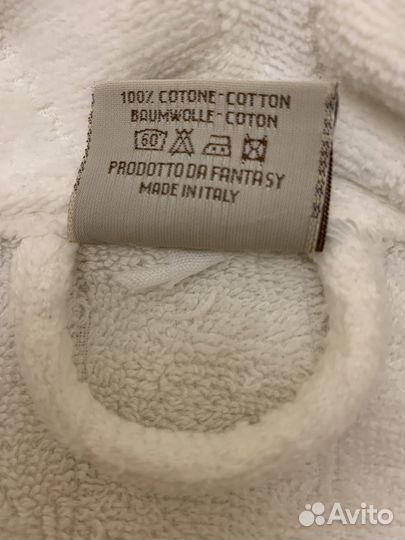 100% COTONE-COTTON
BAUMWOLLE-COTON
60
PRODOTTO DA FANTASY
MADE IN ITALY
Avito